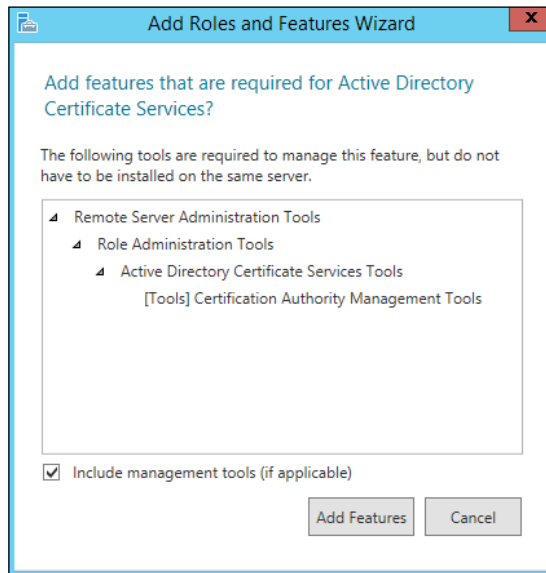 Add Roles and Features Wizard
x
Add features that are required for Active Directory
Certificate Services?
The following tools are required to manage this feature, but do not
have to be installed on the same server.
Remote Server Administration Tools
Role Administration Tools
Active Directory Certificate Services Tools
[Tools] Certification Authority Management Tools
Include management tools (if applicable)
Add Features
Cancel